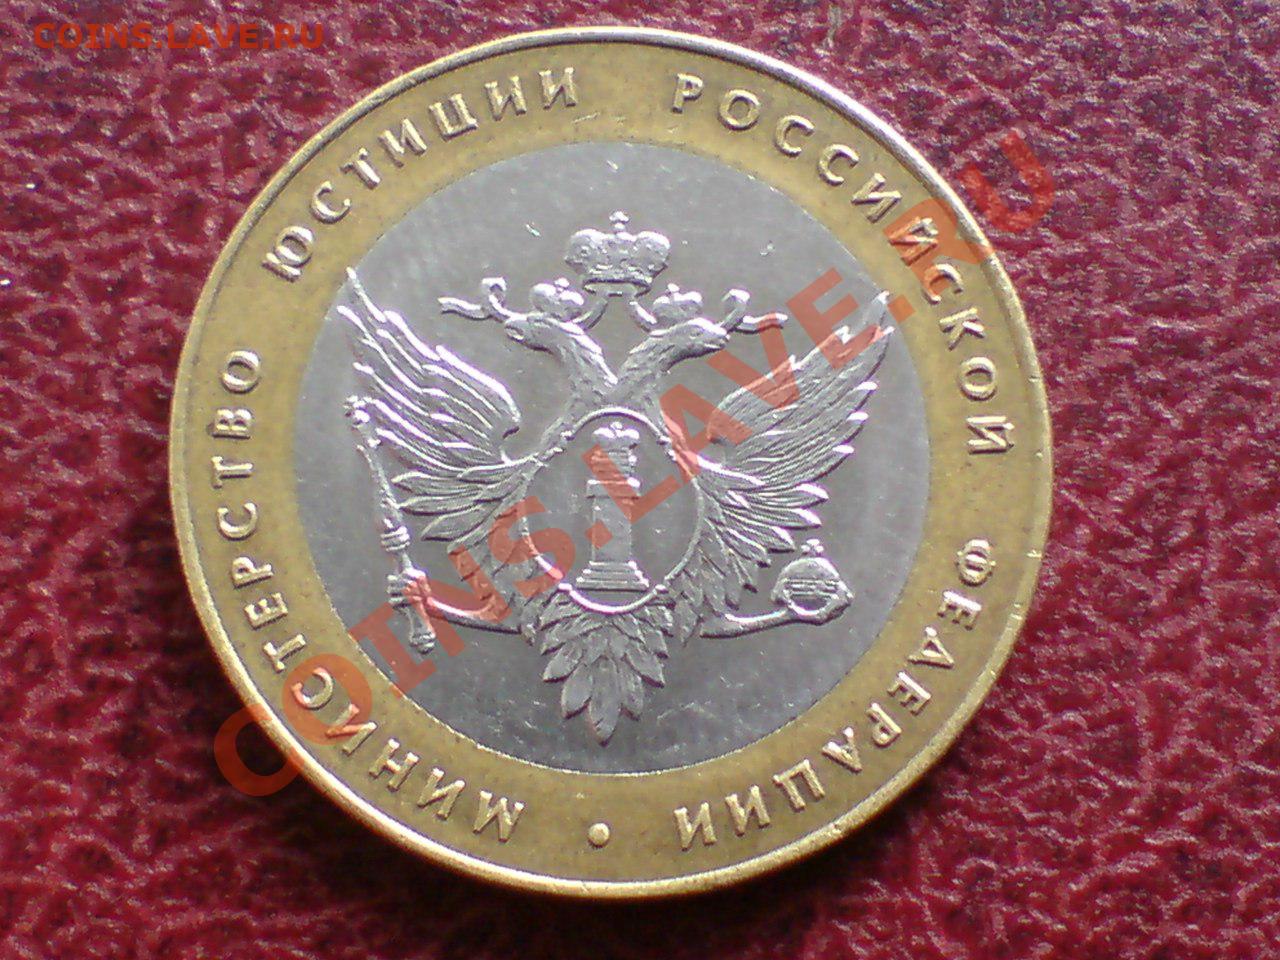 COINS.LAVE.RU
МИНИСТЕРСТВО ЮСТИЦИИ РОССИЙСКОЙ ФЕДЕРАЦИИ •
COINS.LAVE.RU